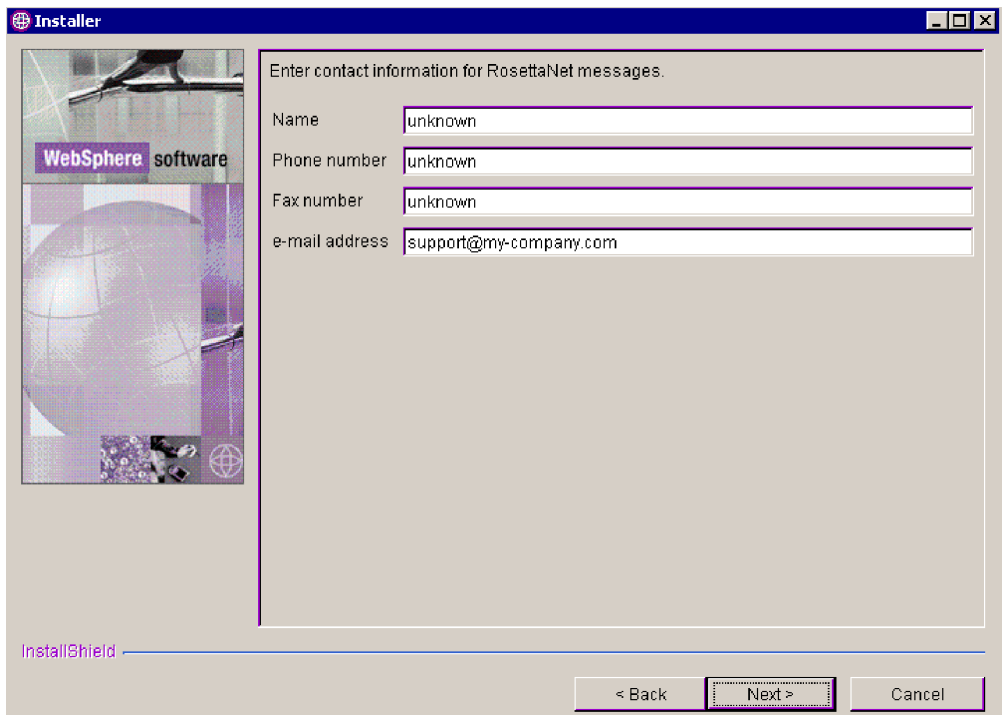 Installer
WebSphere software
Enter contact information for RosettaNet messages.
Name unknown
Phone number unknown
Fax number unknown
e-mail address support@my-company.com
InstallShield
< Back Next > Cancel